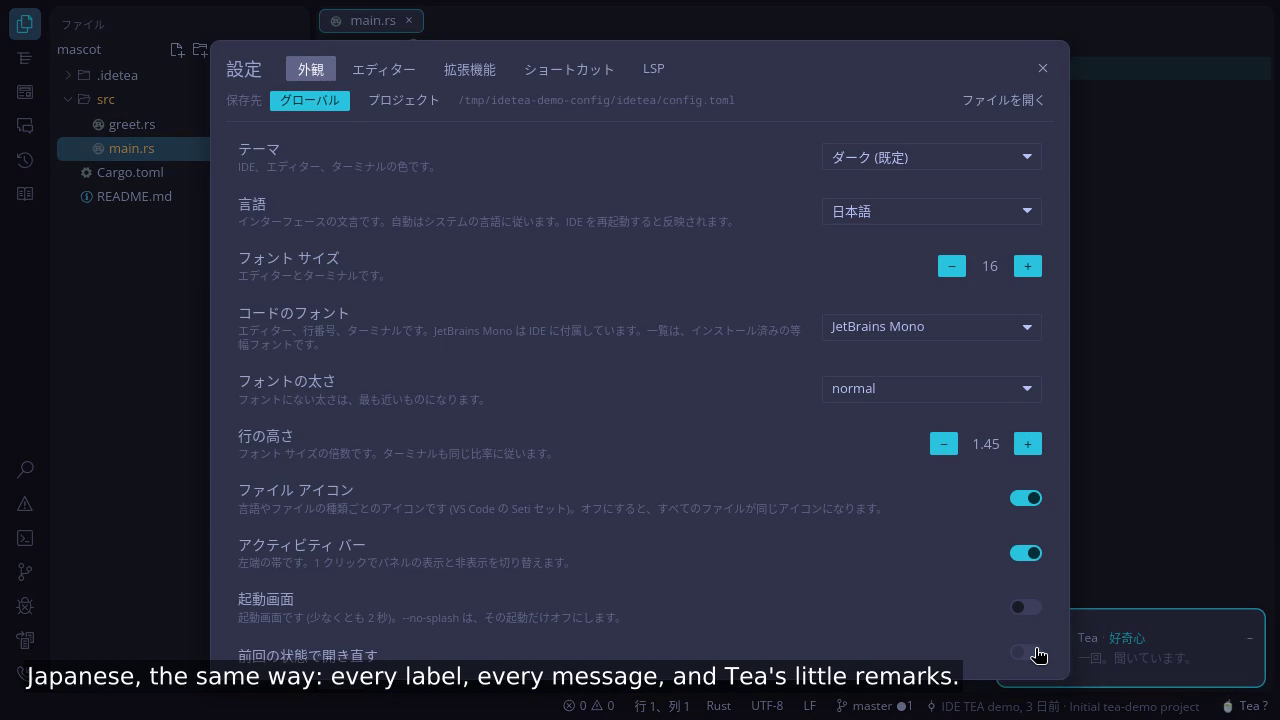 ファイル
mascot
.idetea
src
greet.rs
main.rs
Cargo.toml
README.md
main.rs ×
設定 外観 エディター 拡張機能 ショートカット LSP ×
保存先 グローバル プロジェクト /tmp/idetea-demo-config/idetea/config.toml ファイルを開く
テーマ
IDE、エディター、ターミナルの色です。
ダーク (既定)
言語
インターフェースの文言です。自動はシステムの言語に従います。IDE を再起動すると反映されます。
日本語
フォント サイズ
エディターとターミナルです。
− 16 +
コードのフォント
エディター、行番号、ターミナルです。JetBrains Mono は IDE に付属しています。一覧は、インストール済みの等
幅フォントです。
JetBrains Mono
フォントの太さ
フォントにない太さは、最も近いものになります。
normal
行の高さ
フォント サイズの倍数です。ターミナルも同じ比率に従います。
− 1.45 +
ファイル アイコン
言語やファイルの種類ごとのアイコンです (VS Code の Seti セット)。オフにすると、すべてのファイルが同じアイコンになります。
アクティビティ バー
左端の帯です。1 クリックでパネルの表示と非表示を切り替えます。
起動画面
起動画面です (少なくとも 2 秒)。--no-splash は、その起動だけオフにします。
前回の状態で開き直す
Tea · 好奇心 −
一回。聞いています。
Japanese, the same way: every label, every message, and Tea's little remarks.
0 0 行 1、列 1 Rust UTF-8 LF master ●1 IDE TEA demo, 3 日前 · Initial tea-demo project Tea ?